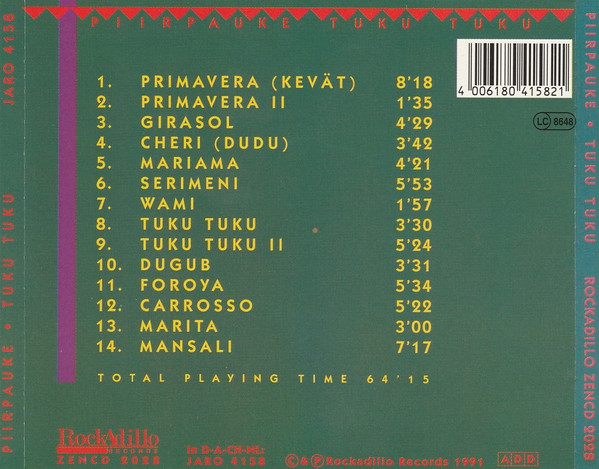 PIIRPAUKE TUKU TUKU
JARO 4158
PIIRPAUKE • TUKU TUKU
4 006180 415821
LC 8648
1. PRIMAVERA (KEVÄT) 8'18
2. PRIMAVERA II 1'35
3. GIRASOL 4'29
4. CHERI (DUDU) 3'42
5. MARIAMA 4'21
6. SERIMENI 5'53
7. WAMI 1'57
8. TUKU TUKU 3'30
9. TUKU TUKU II 5'24
10. DUGUB 3'31
11. FOROYA 5'34
12. CARROSSO 5'22
13. MARITA 3'00
14. MANSALI 7'17
TOTAL PLAYING TIME 64'15
RockAdillo
RECORDS
ZENCD 2028
in D-A-CH-NL:
JARO 4158
©&℗Rockadillo Records 1991
ADD
PIIRPAUKE • TUKU TUKU ROCKADILLO ZENCD 2028